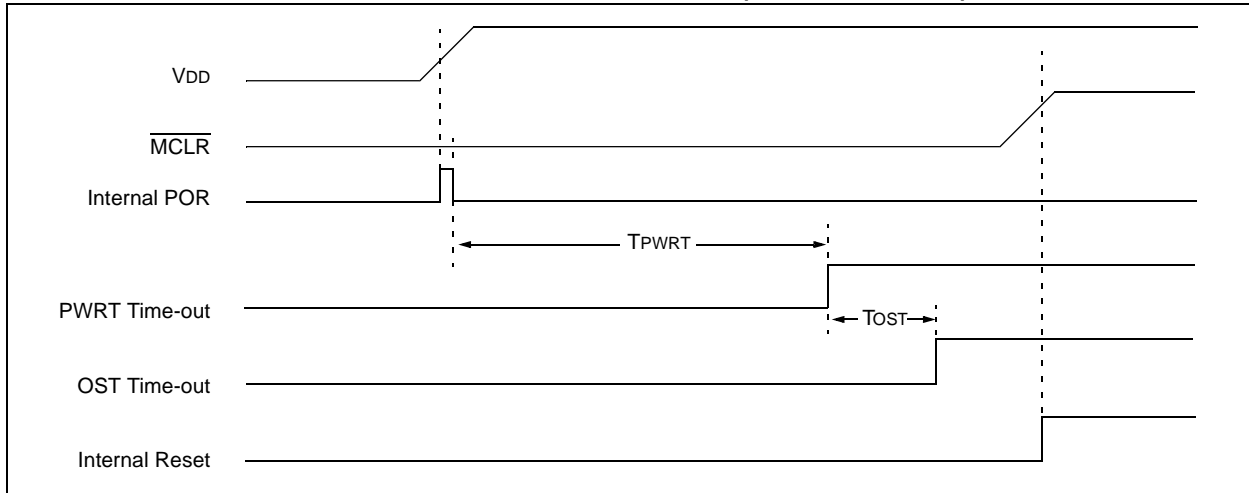 VDD
MCLR
Internal POR
TPWRT
PWRT Time-out
TOST
OST Time-out
Internal Reset